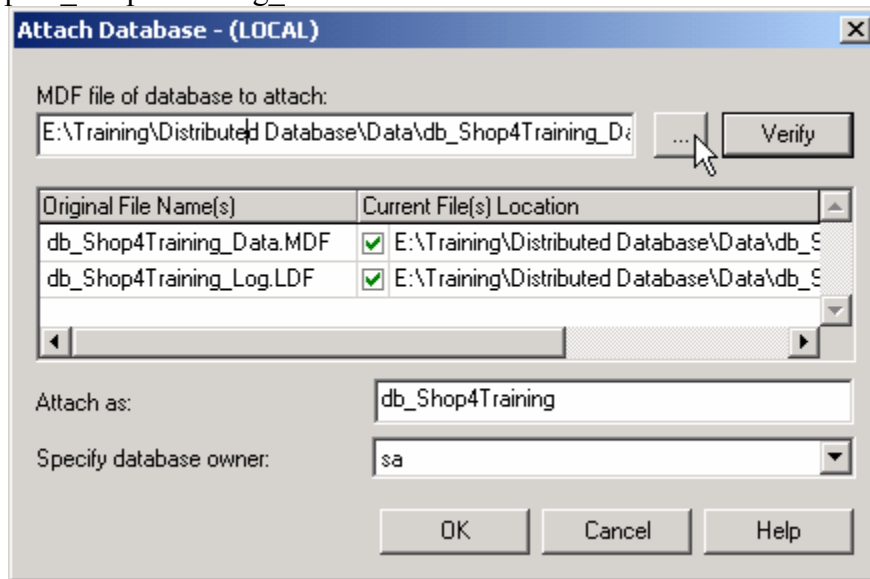 Attach Database - (LOCAL)
MDF file of database to attach:
E:\Training\Distributed Database\Data\db_Shop4Training_Da
... Verify
Original File Name(s) Current File(s) Location
db_Shop4Training_Data.MDF E:\Training\Distributed Database\Data\db_S
db_Shop4Training_Log.LDF E:\Training\Distributed Database\Data\db_S
Attach as: db_Shop4Training
Specify database owner: sa
OK Cancel Help